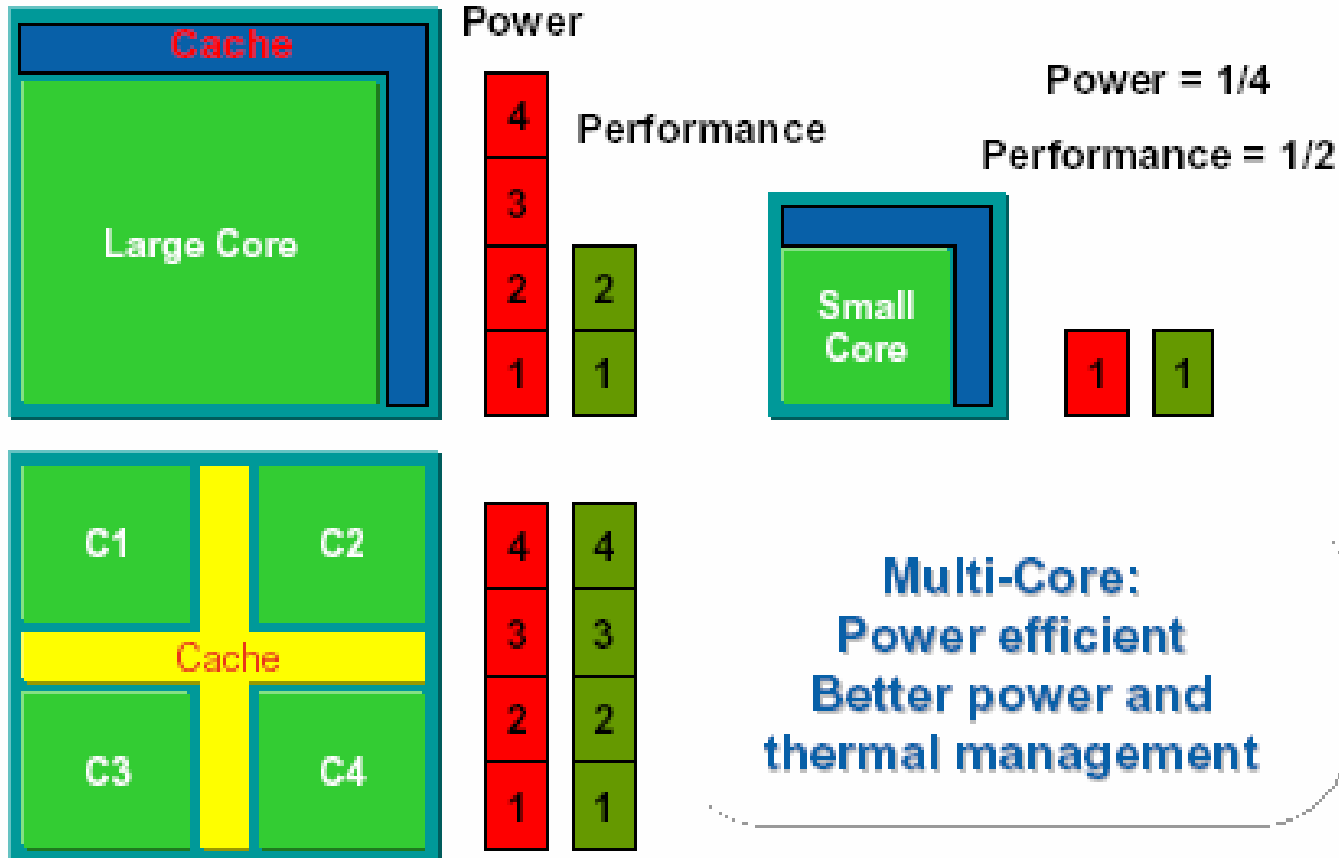 Cache
Large Core
Power
4
3
2
1
Performance
2
1
Power = 1/4
Performance = 1/2
Small
Core
1
1
C1
C2
Cache
C3
C4
4
3
2
1
4
3
2
1
Multi-Core:
Power efficient
Better power and
thermal management